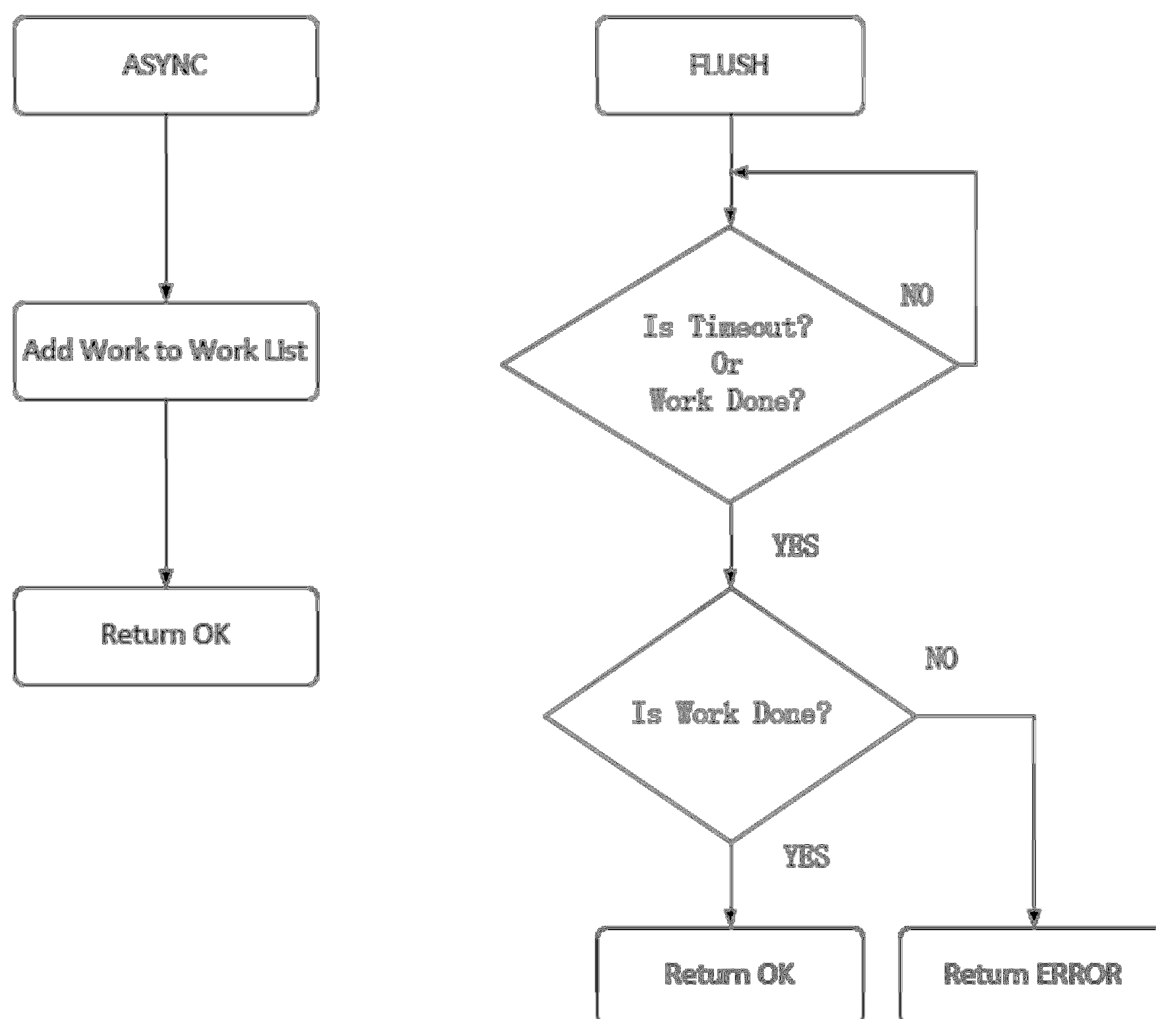 ASYNC
Add Work to Work List
Return OK
FLUSH
NO
Is Timeout?
Or
Work Done?
YES
NO
Is Work Done?
YES
Return OK
Return ERROR